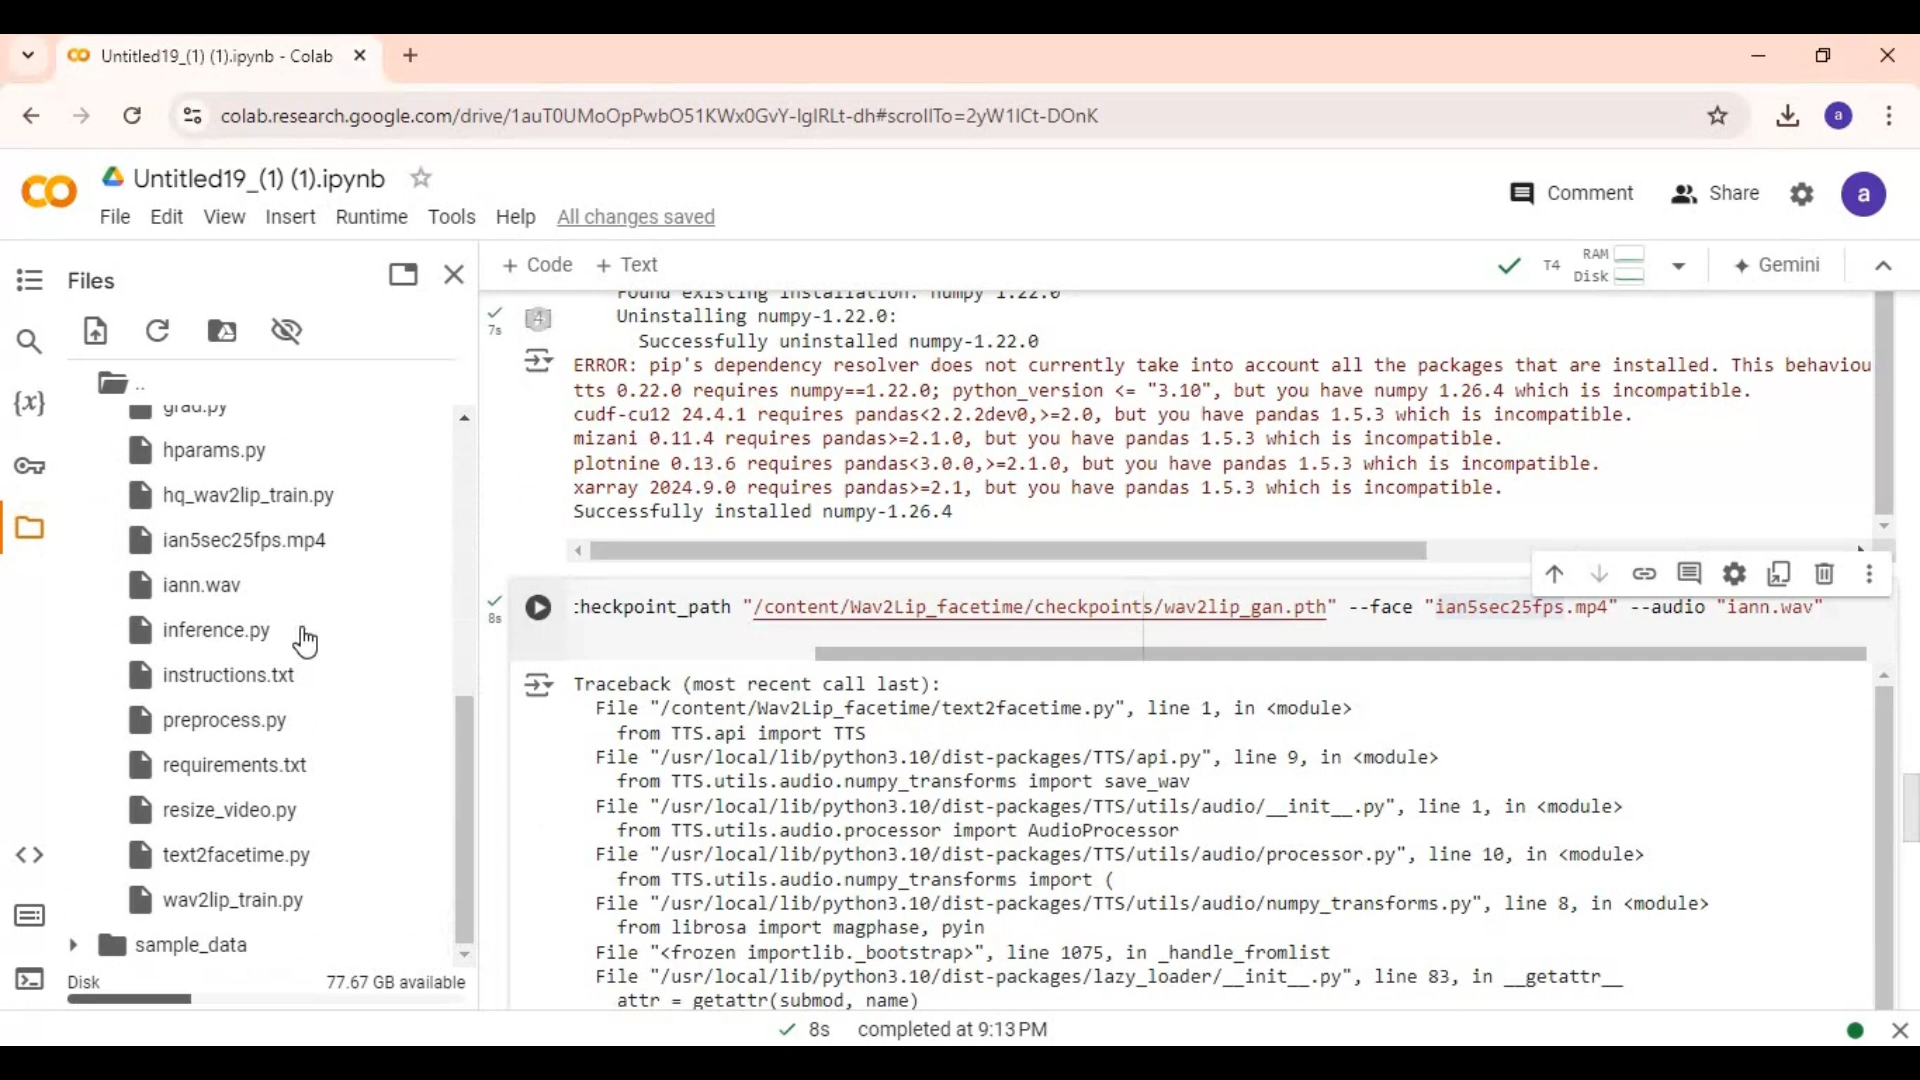 Untitled19_(1) (1).ipynb - Colab
colab.research.google.com/drive/1auT0UMoOpPwbO51KWx0GvY-IgIRLt-dh#scrollTo=2yW1ICt-DOnK
a
Untitled19_(1) (1).ipynb
Comment
Share
a
File Edit View Insert Runtime Tools Help All changes saved
Files
+ Code + Text
T4
RAM
Disk
Gemini
..
grad.py
hparams.py
hq_wav2lip_train.py
ian5sec25fps.mp4
iann.wav
inference.py
instructions.txt
preprocess.py
requirements.txt
resize_video.py
text2facetime.py
wav2lip_train.py
sample_data
Disk 77.67 GB available
7s
[4]
Found existing installation: numpy 1.22.0
Uninstalling numpy-1.22.0:
Successfully uninstalled numpy-1.22.0
ERROR: pip's dependency resolver does not currently take into account all the packages that are installed. This behaviou
tts 0.22.0 requires numpy==1.22.0; python_version <= "3.10", but you have numpy 1.26.4 which is incompatible.
cudf-cu12 24.4.1 requires pandas<2.2.2dev0,>=2.0, but you have pandas 1.5.3 which is incompatible.
mizani 0.11.4 requires pandas>=2.1.0, but you have pandas 1.5.3 which is incompatible.
plotnine 0.13.6 requires pandas<3.0.0,>=2.1.0, but you have pandas 1.5.3 which is incompatible.
xarray 2024.9.0 requires pandas>=2.1, but you have pandas 1.5.3 which is incompatible.
Successfully installed numpy-1.26.4
8s
:heckpoint_path "/content/Wav2Lip_facetime/checkpoints/wav2lip_gan.pth" --face "ian5sec25fps.mp4" --audio "iann.wav"
Traceback (most recent call last):
File "/content/Wav2Lip_facetime/text2facetime.py", line 1, in <module>
from TTS.api import TTS
File "/usr/local/lib/python3.10/dist-packages/TTS/api.py", line 9, in <module>
from TTS.utils.audio.numpy_transforms import save_wav
File "/usr/local/lib/python3.10/dist-packages/TTS/utils/audio/__init__.py", line 1, in <module>
from TTS.utils.audio.processor import AudioProcessor
File "/usr/local/lib/python3.10/dist-packages/TTS/utils/audio/processor.py", line 10, in <module>
from TTS.utils.audio.numpy_transforms import (
File "/usr/local/lib/python3.10/dist-packages/TTS/utils/audio/numpy_transforms.py", line 8, in <module>
from librosa import magphase, pyin
File "<frozen importlib._bootstrap>", line 1075, in _handle_fromlist
File "/usr/local/lib/python3.10/dist-packages/lazy_loader/__init__.py", line 83, in __getattr__
attr = getattr(submod, name)
8s completed at 9:13 PM